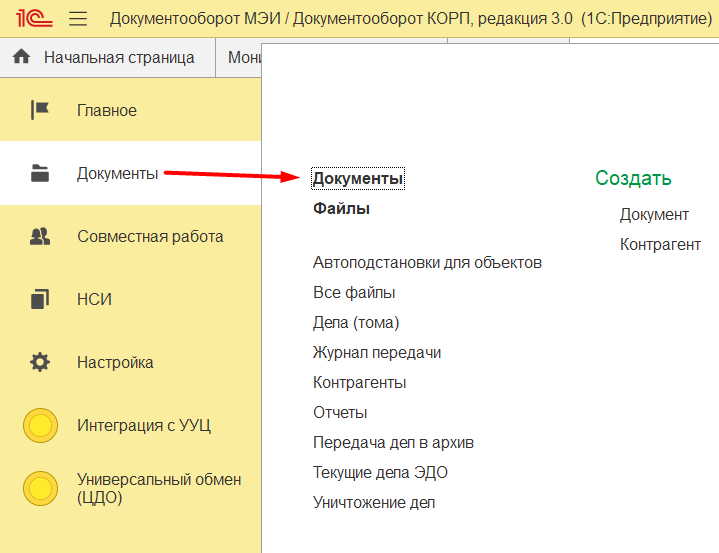 1С Документооборот МЭИ / Документооборот КОРП, редакция 3.0 (1С:Предприятие)
Начальная страница Мони
Главное
Документы
Совместная работа
НСИ
Настройка
Интеграция с УУЦ
Универсальный обмен
(ЦДО)
Документы
Файлы
Автоподстановки для объектов
Все файлы
Дела (тома)
Журнал передачи
Контрагенты
Отчеты
Передача дел в архив
Текущие дела ЭДО
Уничтожение дел
Создать
Документ
Контрагент